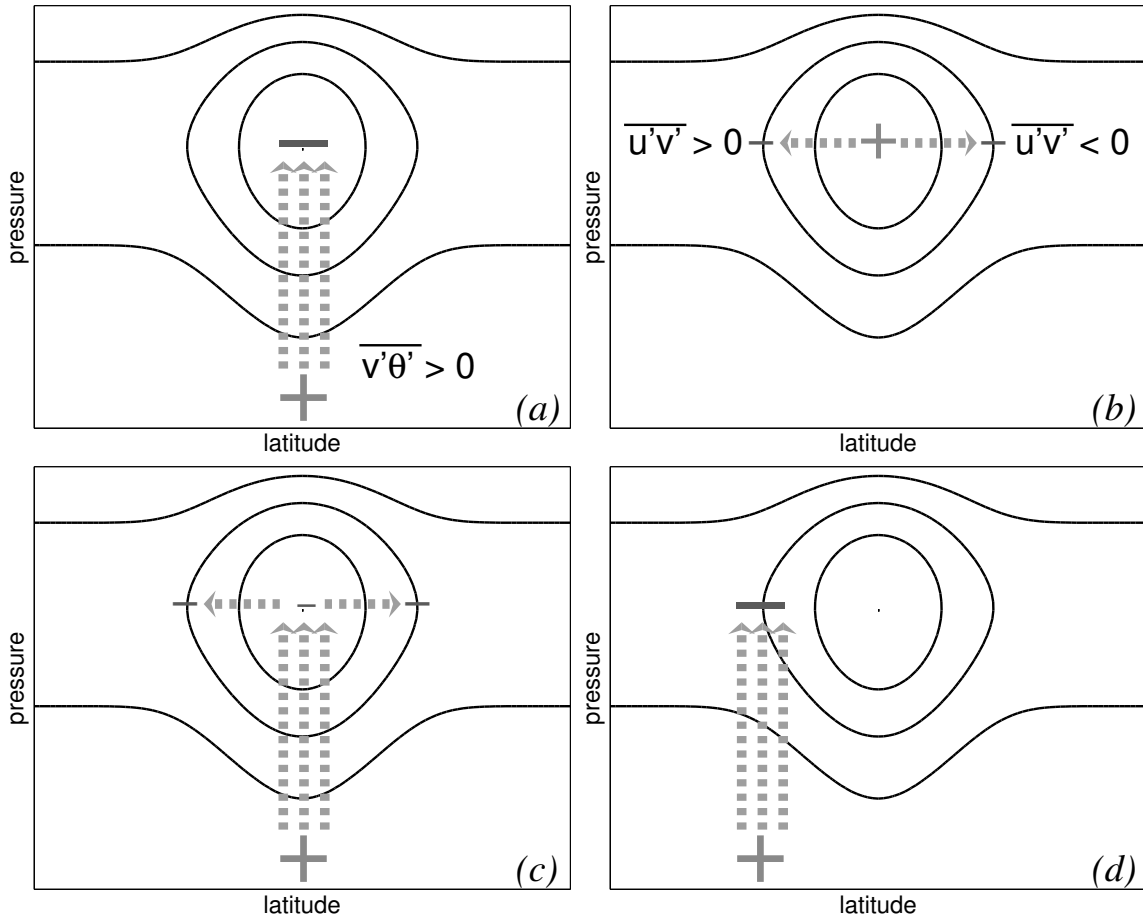 pressure
v'θ' > 0
(a)
latitude
pressure
u'v' > 0
u'v' < 0
(b)
latitude
pressure
(c)
latitude
pressure
(d)
latitude